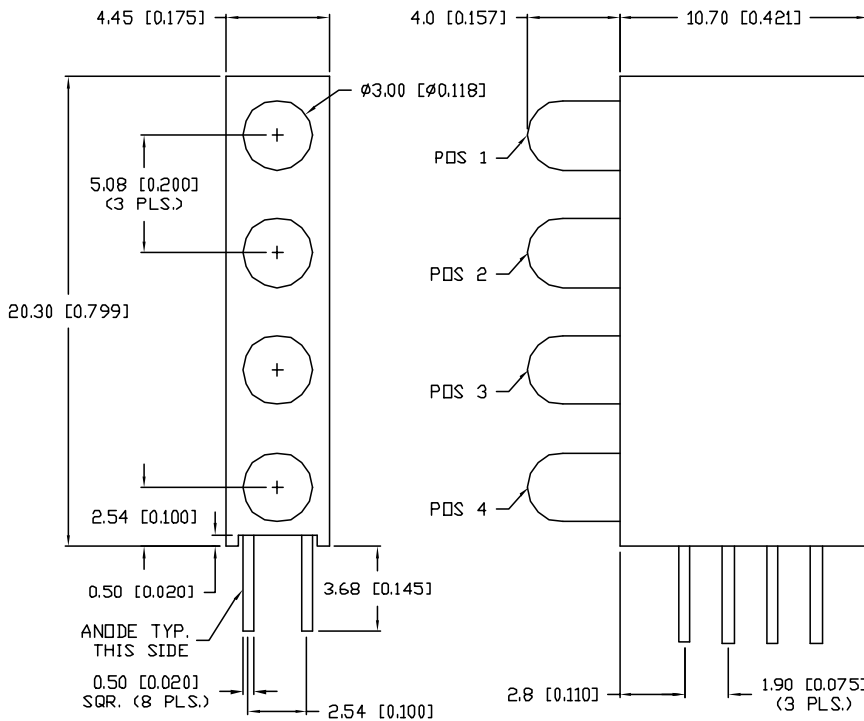 4.45 [0.175]
4.0 [0.157]
10.70 [0.421]
Ø3.00 [Ø0.118]
POS 1
5.08 [0.200]
(3 PLS.)
POS 2
20.30 [0.799]
POS 3
2.54 [0.100]
POS 4
0.50 [0.020]
3.68 [0.145]
ANODE TYP.
THIS SIDE
0.50 [0.020]
SQR. (8 PLS.)
2.54 [0.100]
2.8 [0.110]
1.90 [0.075]
(3 PLS.)